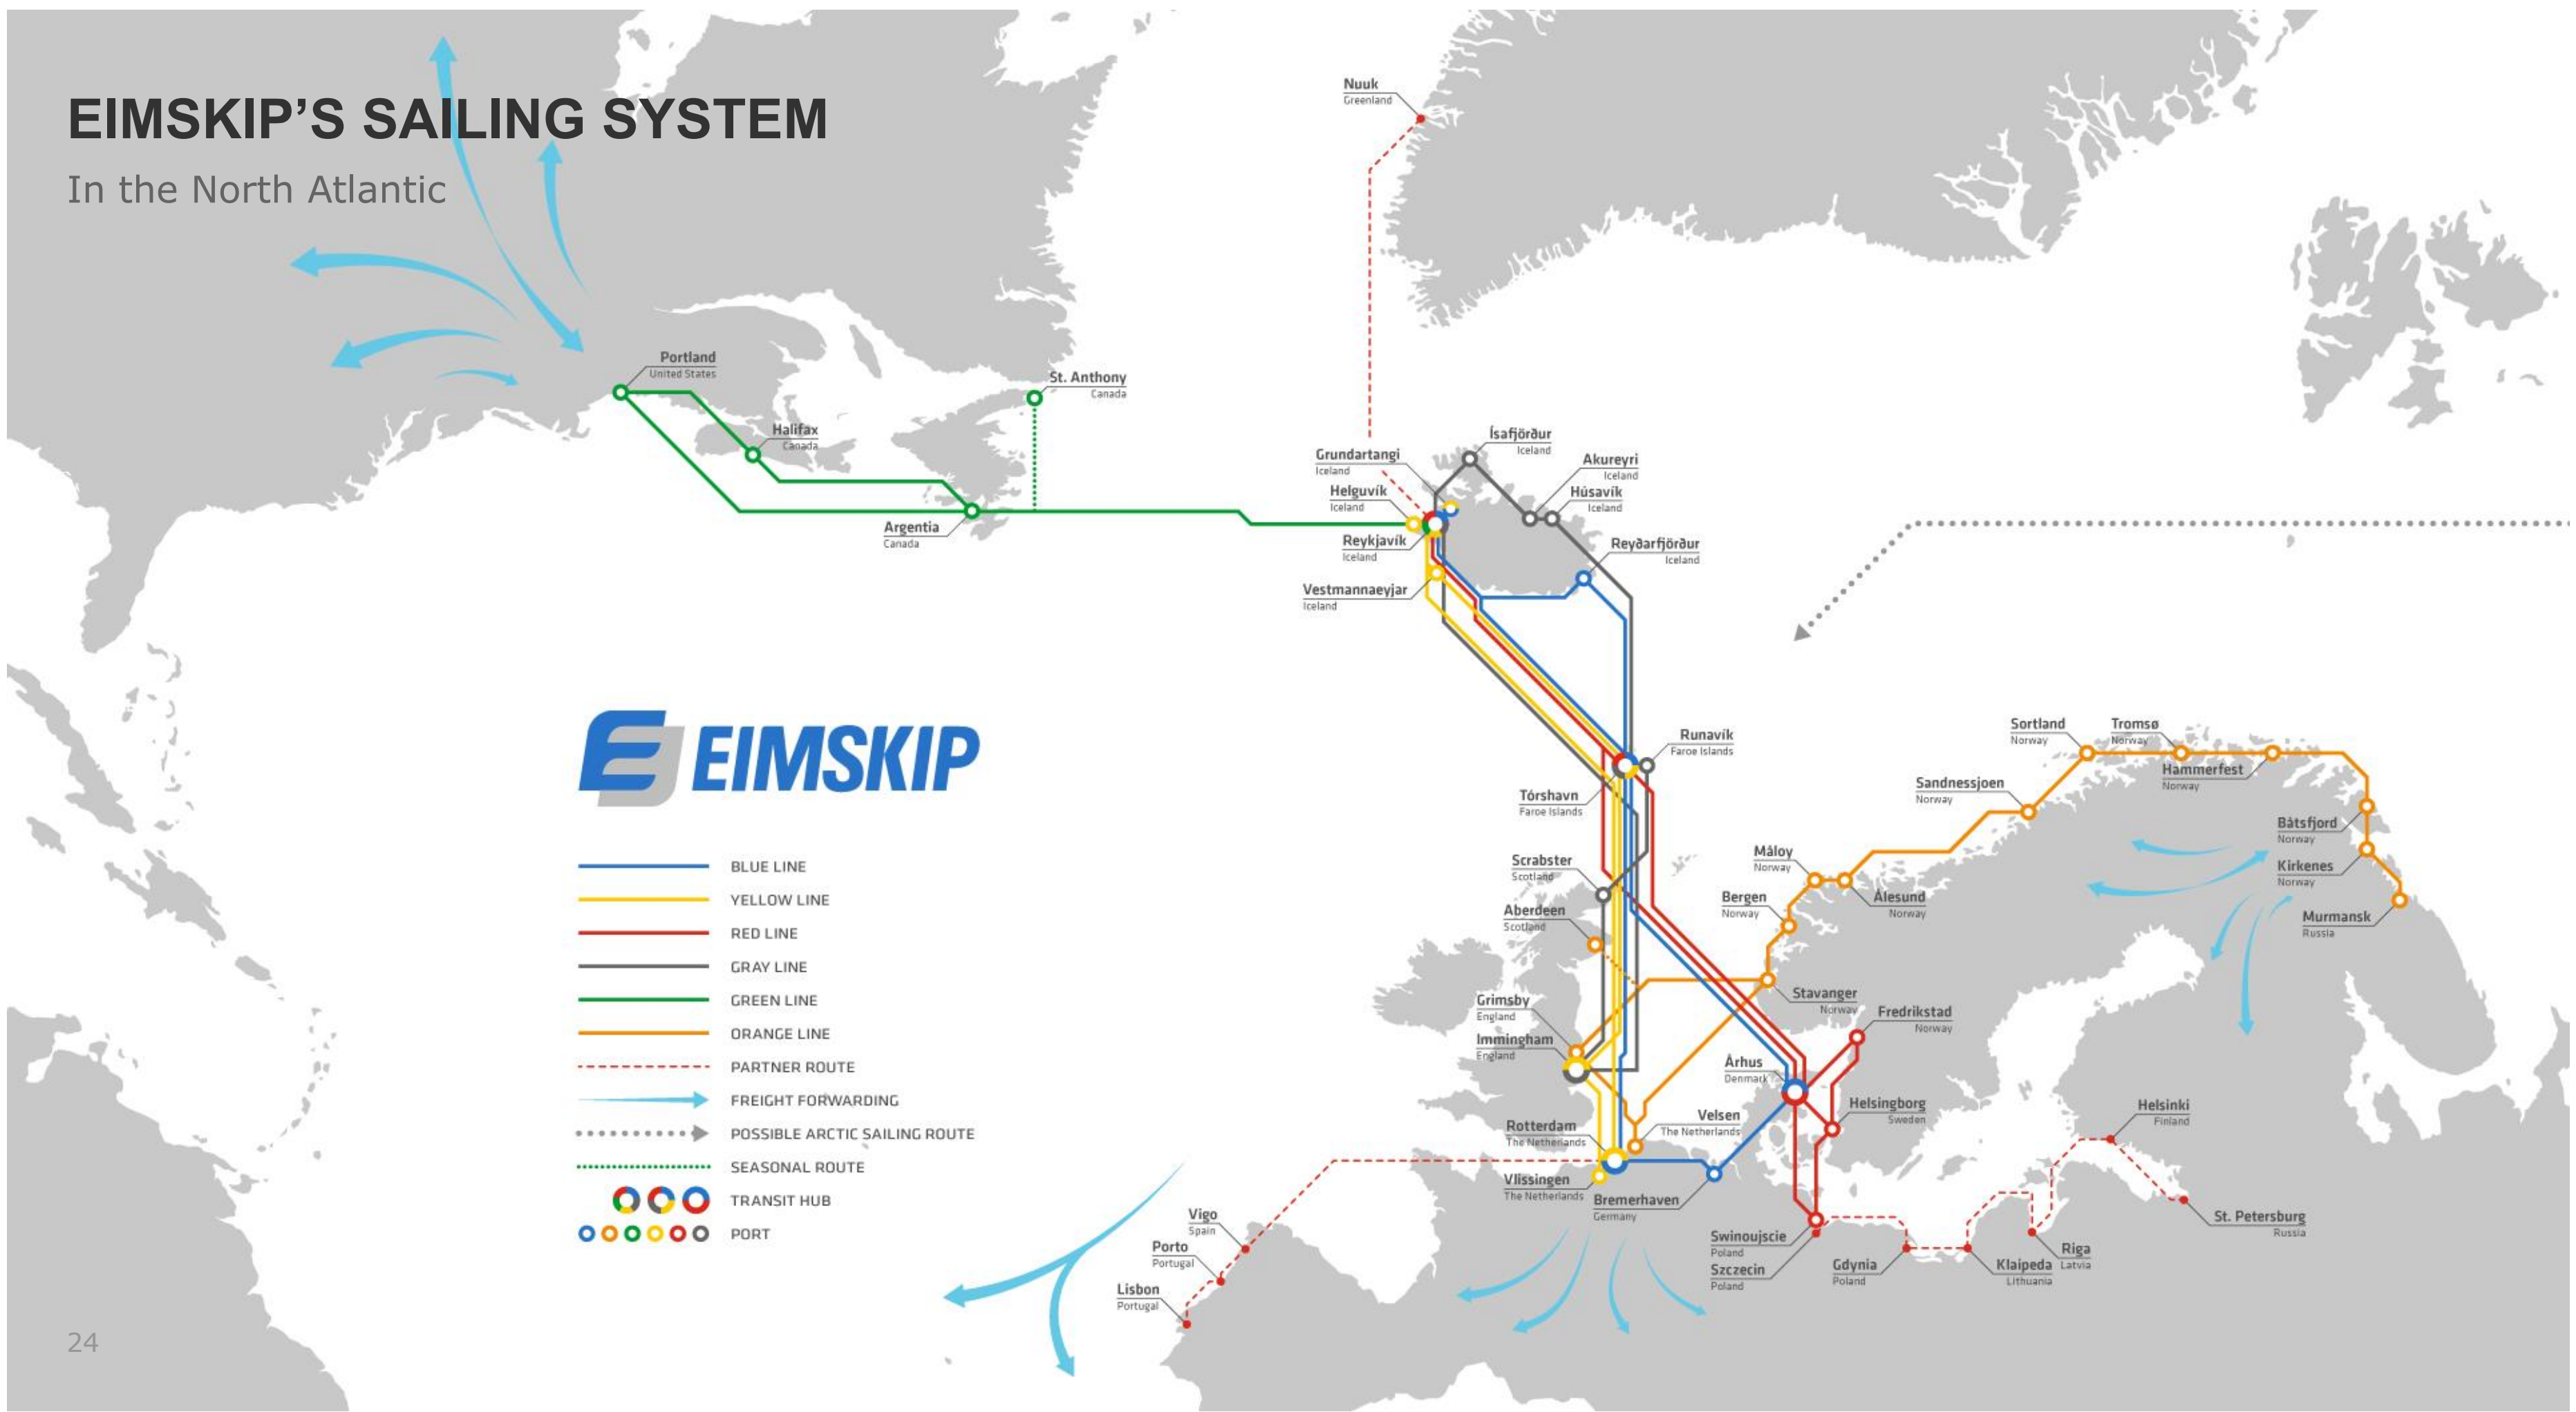 EIMSKIP'S SAILING SYSTEM
In the North Atlantic
Nuuk
Greenland
Portland
United States
St. Anthony
Canada
Halifax
Canada
Argentia
Canada
Ísafjörður
Iceland
Grundartangi
Iceland
Akureyri
Iceland
Helguvík
Iceland
Húsavík
Iceland
Reykjavík
Iceland
Reyðarfjörður
Iceland
Vestmannaeyjar
Iceland
EIMSKIP
BLUE LINE
YELLOW LINE
RED LINE
GRAY LINE
GREEN LINE
ORANGE LINE
PARTNER ROUTE
FREIGHT FORWARDING
POSSIBLE ARCTIC SAILING ROUTE
SEASONAL ROUTE
TRANSIT HUB
PORT
Runavík
Faroe Islands
Tórshavn
Faroe Islands
Scrabster
Scotland
Aberdeen
Scotland
Grimsby
England
Immingham
England
Rotterdam
The Netherlands
Velsen
The Netherlands
Vlissingen
The Netherlands
Bremerhaven
Germany
Sortland
Norway
Tromsø
Norway
Hammerfest
Norway
Sandnessjoen
Norway
Båtsfjord
Norway
Kirkenes
Norway
Murmansk
Russia
Måloy
Norway
Ålesund
Norway
Bergen
Norway
Stavanger
Norway
Fredrikstad
Norway
Århus
Denmark
Helsingborg
Sweden
Helsinki
Finland
St. Petersburg
Russia
Swinoujscie
Poland
Szczecin
Poland
Gdynia
Poland
Klaipeda
Lithuania
Riga
Latvia
Vigo
Spain
Porto
Portugal
Lisbon
Portugal
24